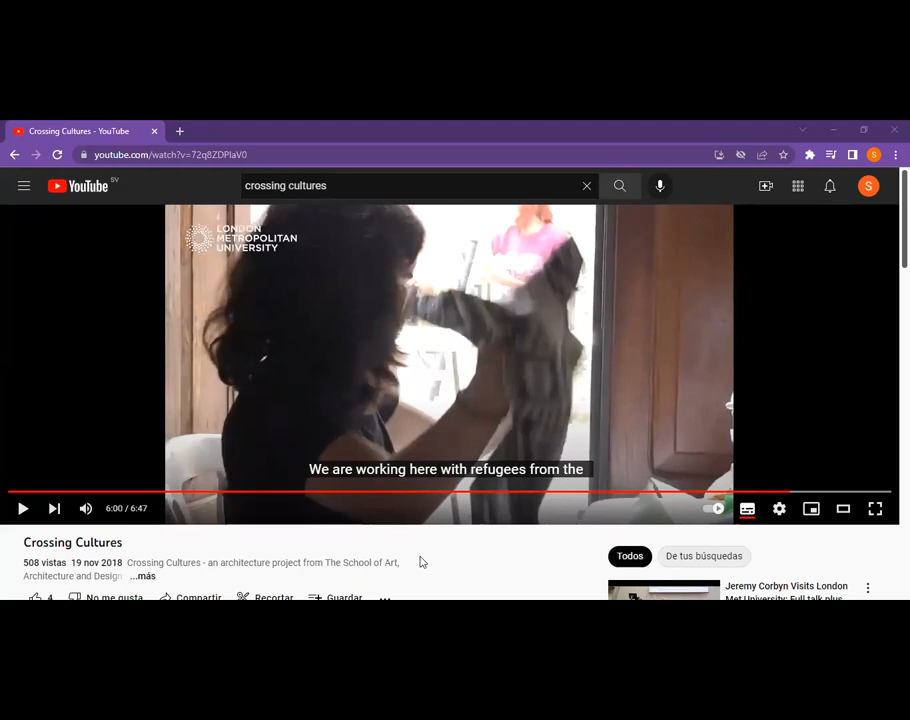 Crossing Cultures - YouTube
youtube.com/watch?v=72q8ZDPlaV0
YouTube SV
crossing cultures
S
S
LONDON
METROPOLITAN
UNIVERSITY
We are working here with refugees from the
6:00 / 6:47
Crossing Cultures
508 vistas 19 nov 2018 Crossing Cultures - an architecture project from The School of Art,
Architecture and Design ...más
4 No me gusta Compartir Recortar Guardar
Todos
De tus búsquedas
Jeremy Corbyn Visits London
Met University: Full talk plus